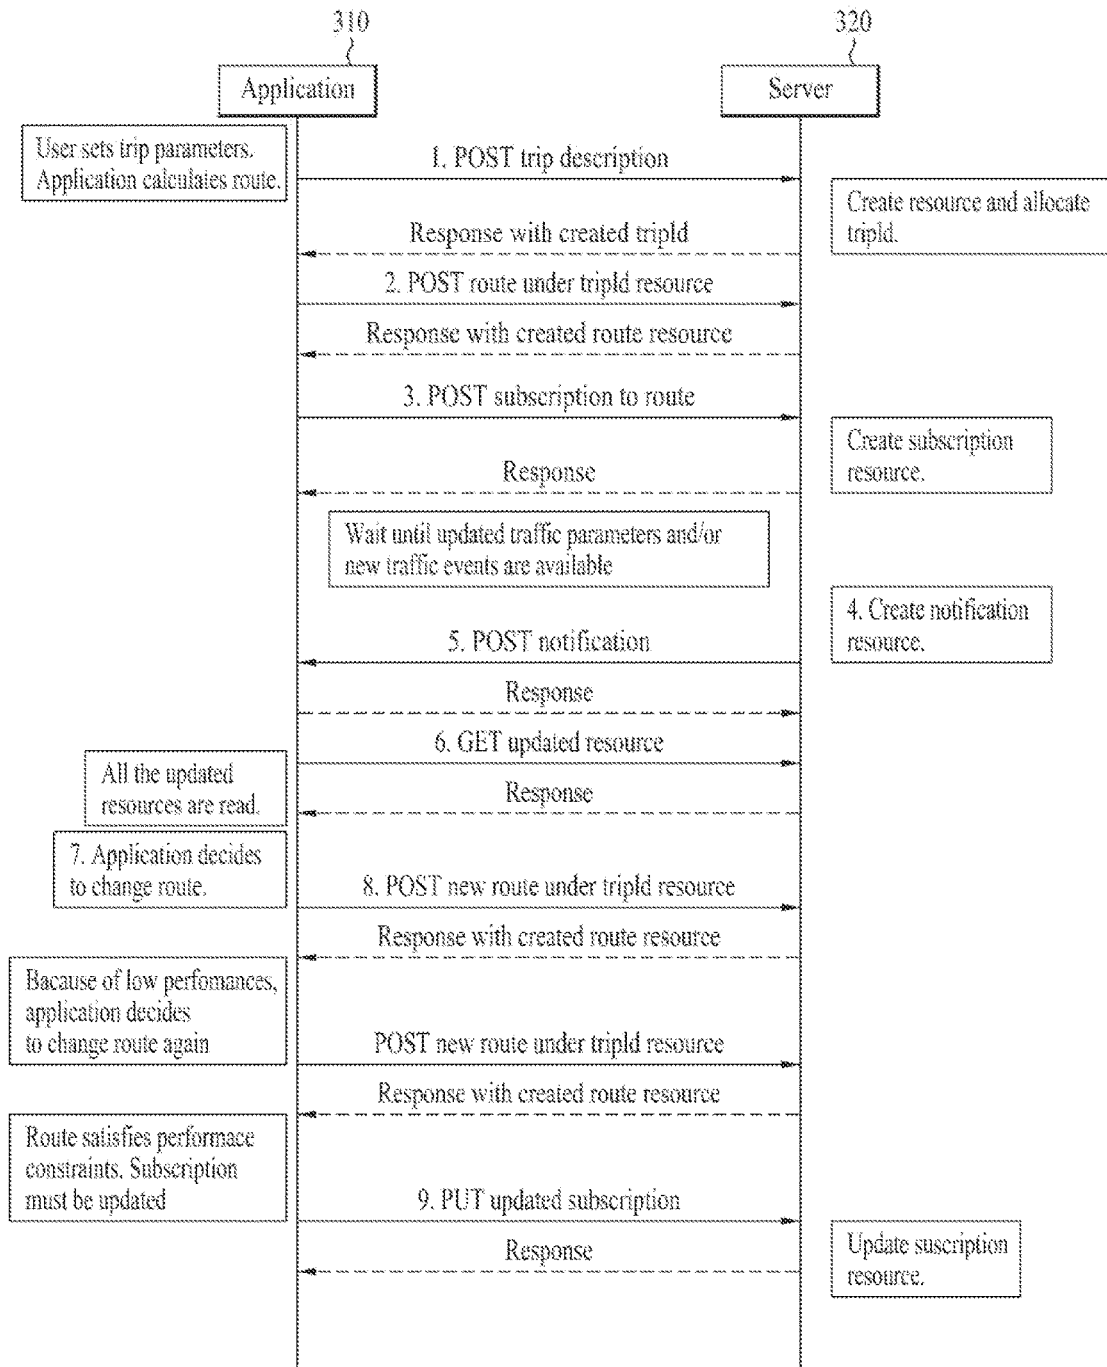 310
320
Application
Server
User sets trip parameters.
Application calculates route.
1. POST trip description
Create resource and allocate
tripId.
Response with created tripId
2. POST route under tripId resource
Response with created route resource
3. POST subscription to route
Create subscription
resource.
Response
Wait until updated traffic parameters and/or
new traffic events are available
4. Create notification
resource.
5. POST notification
Response
6. GET updated resource
All the updated
resources are read.
Response
7. Application decides
to change route.
8. POST new route under tripId resource
Response with created route resource
Bacause of low perfomances,
application decides
to change route again
POST new route under tripId resource
Response with created route resource
Route satisfies performace
constraints. Subscription
must be updated
9. PUT updated subscription
Update suscription
resource.
Response